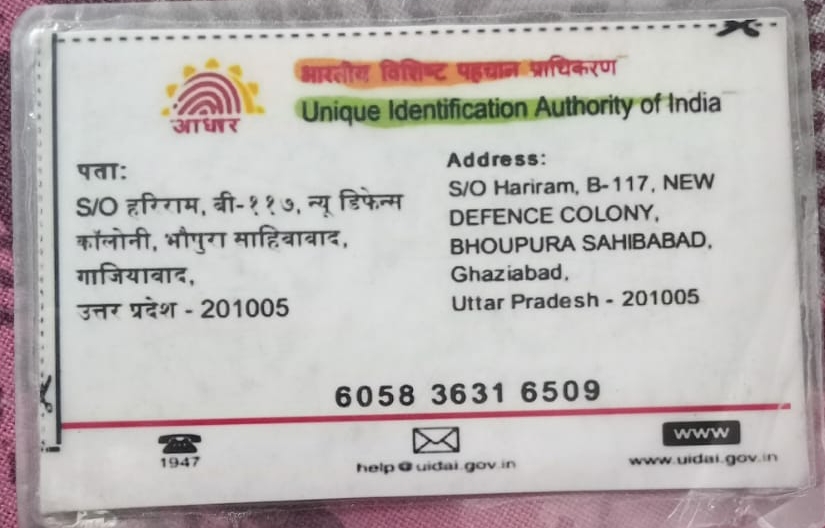 भारतीय विशिष्ट पहचान प्राधिकरण
Unique Identification Authority of India
आधार
पता:
S/O हरिराम, बी-११७, न्यू डिफेन्स
कॉलोनी, भौपुरा साहिबाबाद,
गाजियाबाद,
उत्तर प्रदेश - 201005
Address:
S/O Hariram, B-117, NEW
DEFENCE COLONY,
BHOUPURA SAHIBABAD,
Ghaziabad,
Uttar Pradesh - 201005
6058 3631 6509
1947
help@uidai.gov.in
www
www.uidai.gov.in